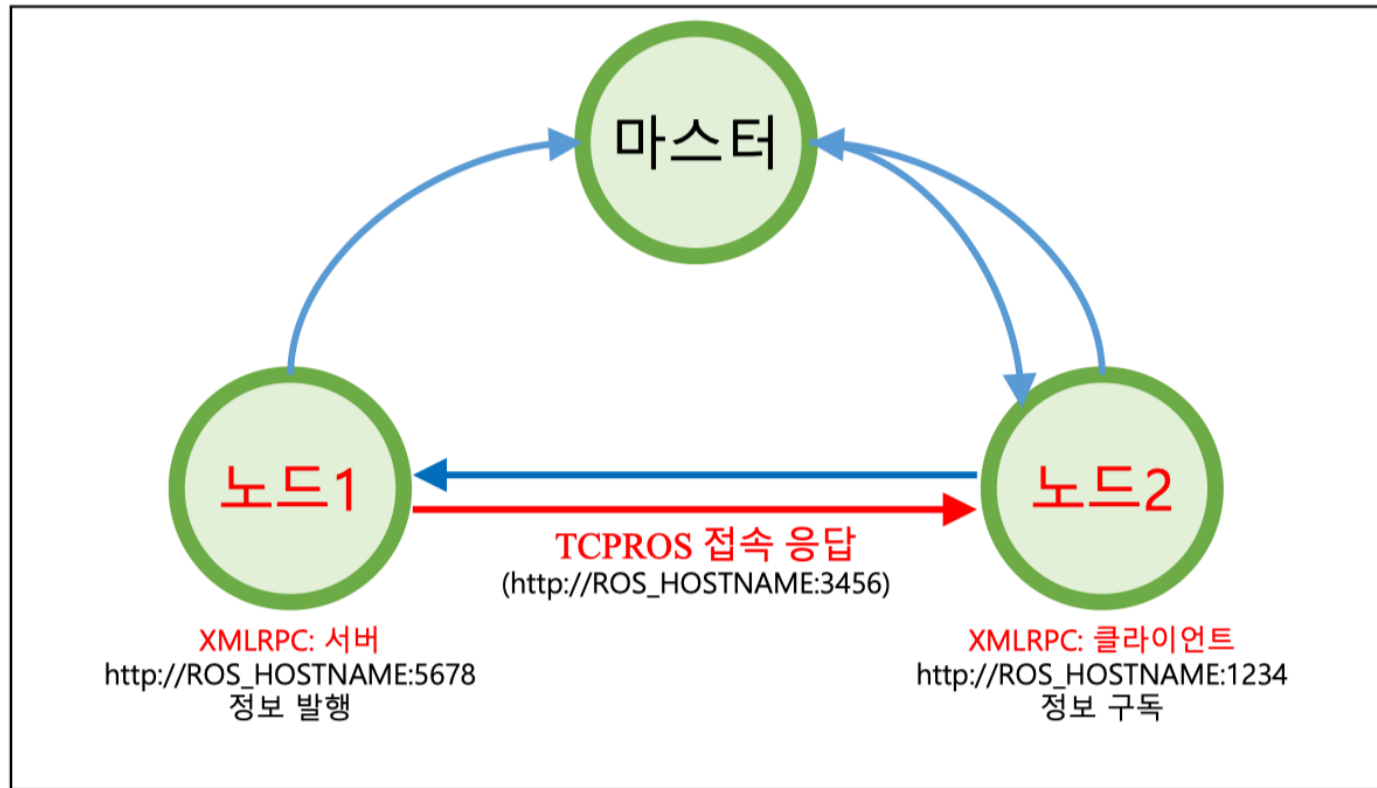 마스터
노드1
노드2
TCPROS 접속 응답
(http://ROS_HOSTNAME:3456)
XMLRPC: 서버
http://ROS_HOSTNAME:5678
정보 발행
XMLRPC: 클라이언트
http://ROS_HOSTNAME:1234
정보 구독